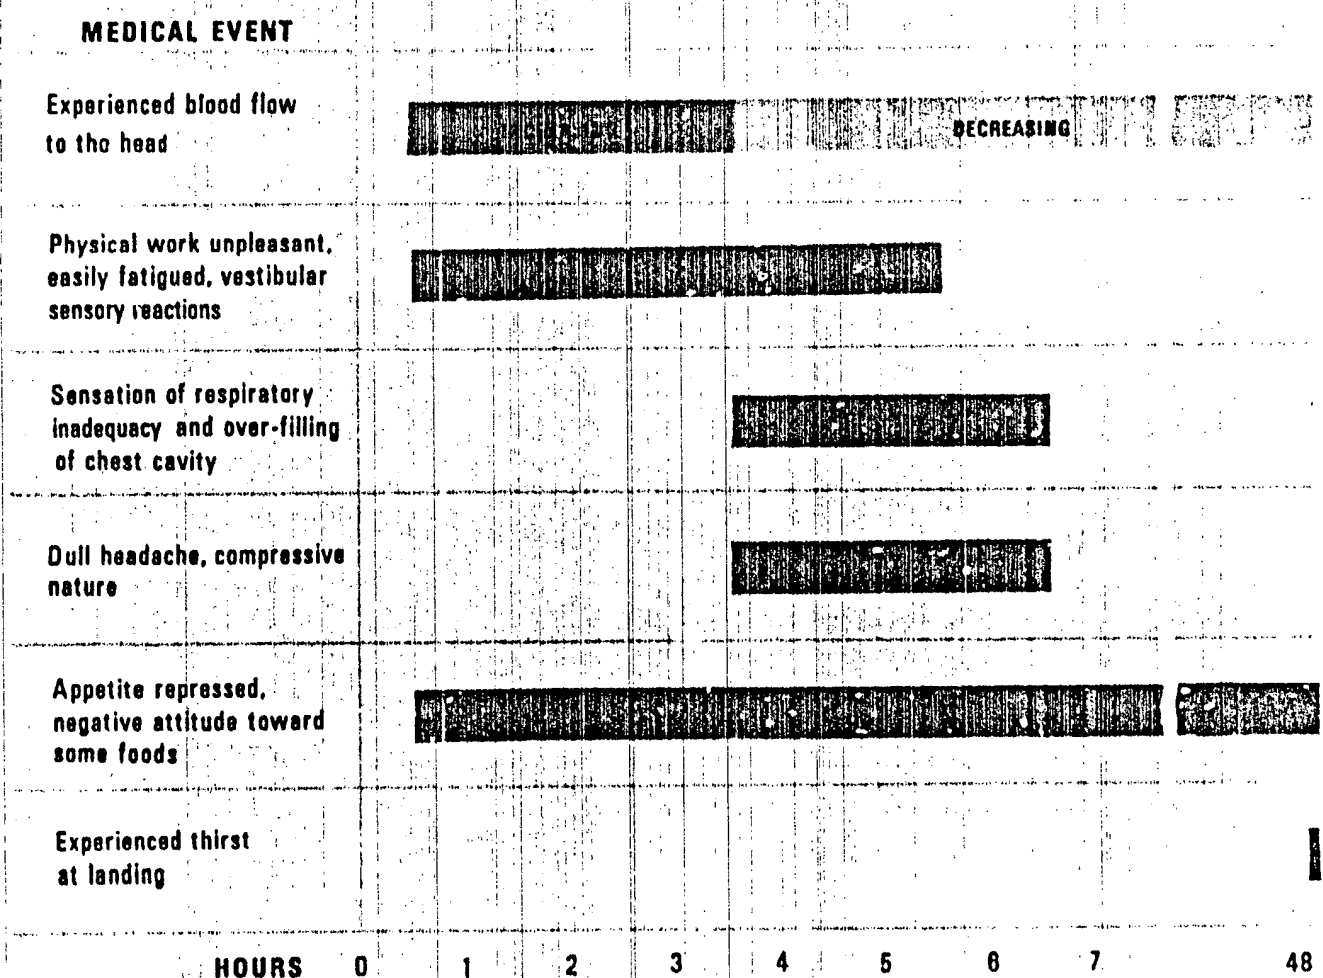 MEDICAL EVENT
Experienced blood flow
to the head
DECREASING
Physical work unpleasant,
easily fatigued, vestibular
sensory reactions
Sensation of respiratory
inadequacy and over-filling
of chest cavity
Dull headache, compressive
nature
Appetite repressed,
negative attitude toward
some foods
Experienced thirst
at landing
HOURS 0 1 2 3 4 5 6 7 48